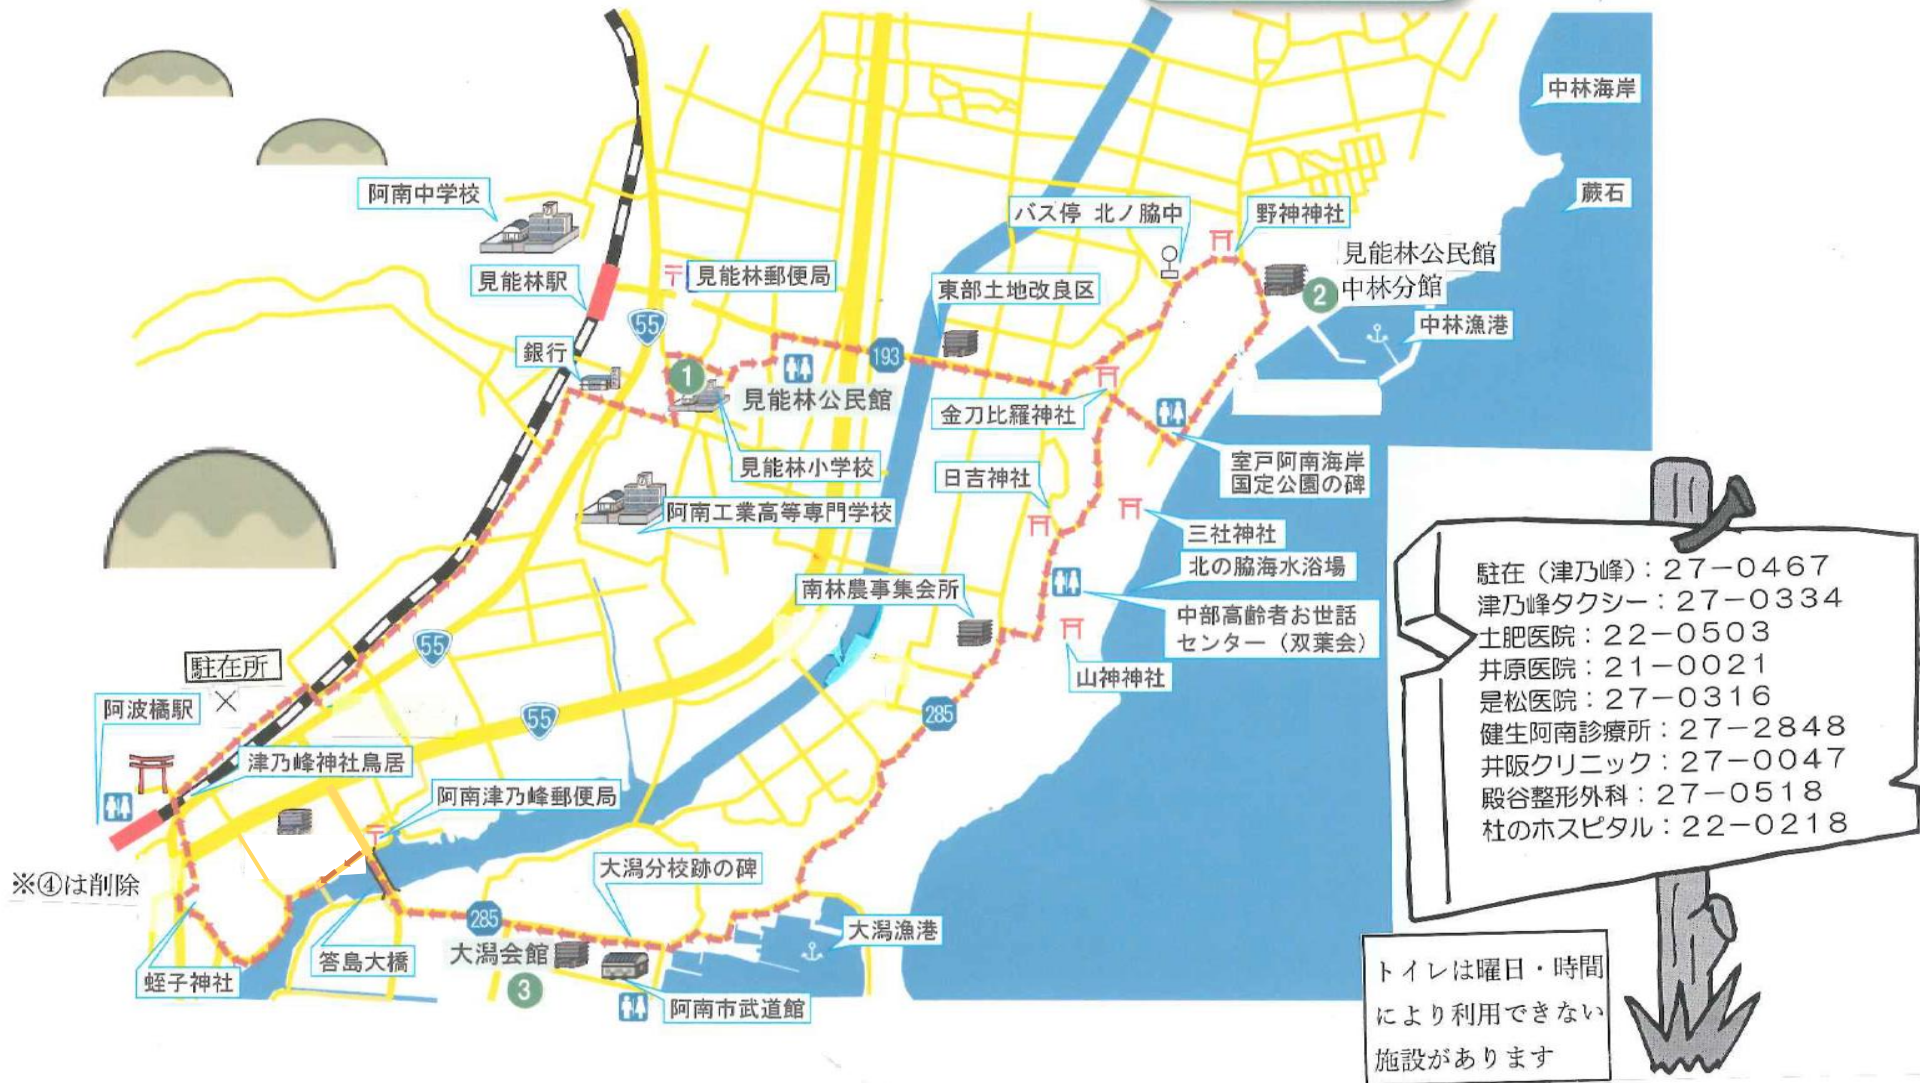 中林海岸
蕨石
阿南中学校
バス停 北ノ脇中
野神神社
見能林公民館
中林分館
2
見能林駅
〒
見能林郵便局
東部土地改良区
中林漁港
55
銀行
1
193
見能林公民館
金刀比羅神社
見能林小学校
日吉神社
室戸阿南海岸
国定公園の碑
阿南工業高等専門学校
三社神社
北の脇海水浴場
南林農事集会所
中部高齢者お世話
センター（双葉会）
山神神社
55
駐在所
阿波橘駅
55
285
津乃峰神社鳥居
阿南津乃峰郵便局
〒
※④は削除
大潟分校跡の碑
285
大潟漁港
答島大橋
大潟会館
3
蛭子神社
阿南市武道館
駐在（津乃峰）：27－0467
津乃峰タクシー：27－0334
土肥医院：22－0503
井原医院：21－0021
是松医院：27－0316
健生阿南診療所：27－2848
井阪クリニック：27－0047
殿谷整形外科：27－0518
杜のホスピタル：22－0218
トイレは曜日・時間
により利用できない
施設があります